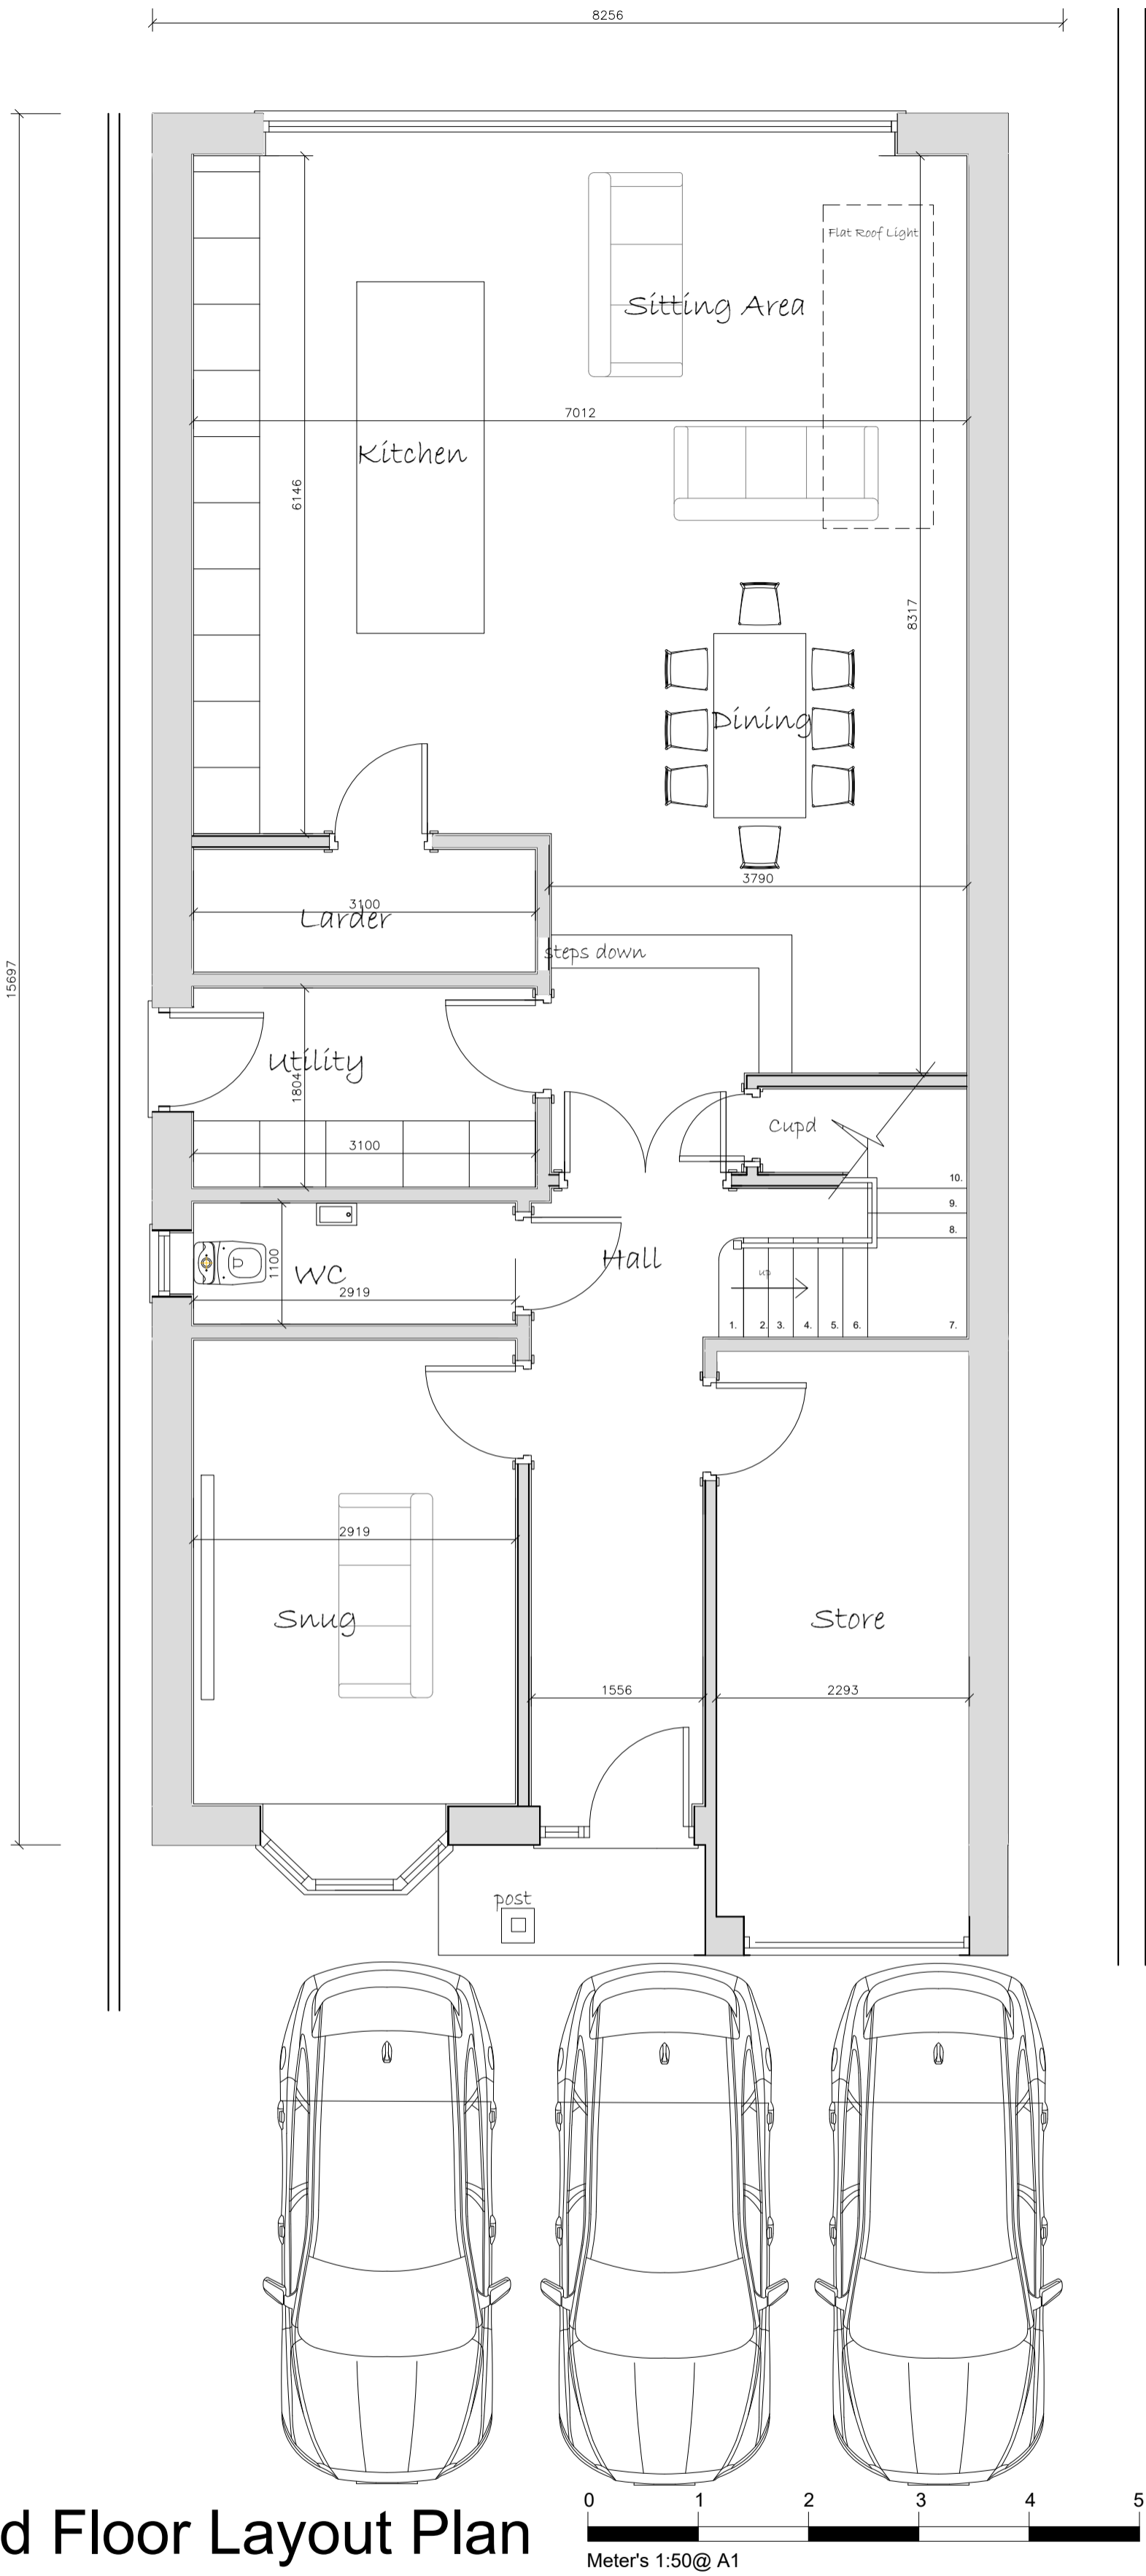 8256
Flat Roof Light
Sitting Area
7012
Kitchen
6146
8317
Dining
3790
3100
Larder
steps down
15697
Utility
1804
Cupd
3100
10.
9.
8.
Hall
1100
WC
up
2919
1. 2. 3. 4. 5. 6. 7.
2919
Snug
Store
1556
2293
post
d Floor Layout Plan
0 1 2 3 4 5
Meter's 1:50@ A1